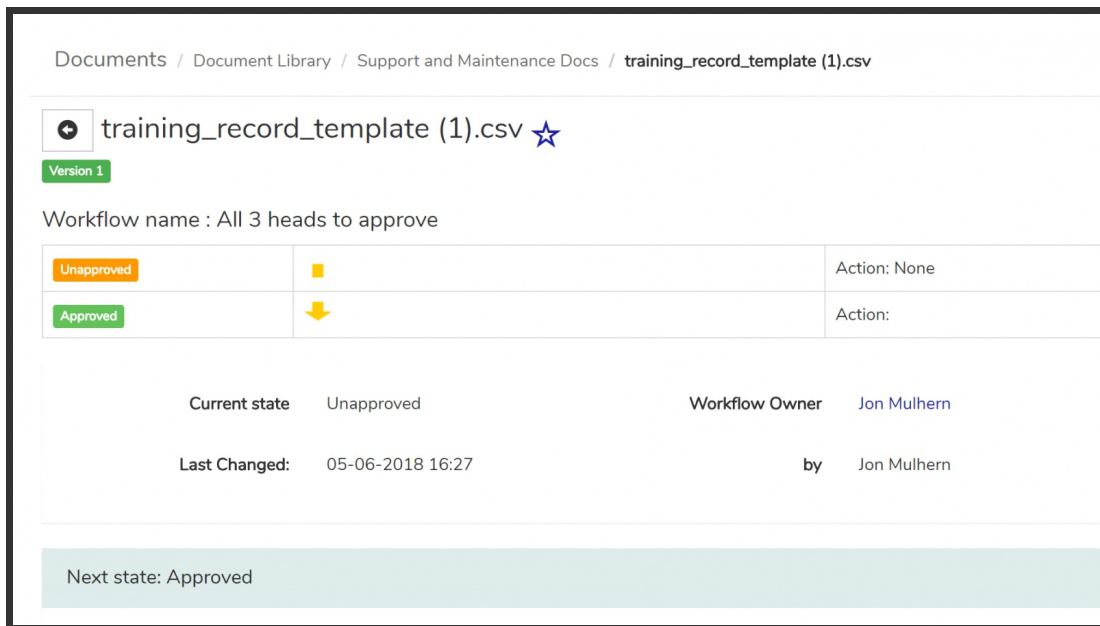 Documents / Document Library / Support and Maintenance Docs / training_record_template (1).csv
training_record_template (1).csv
Version 1
Workflow name : All 3 heads to approve
Unapproved Action: None
Approved Action:
Current state Unapproved Workflow Owner Jon Mulhern
Last Changed: 05-06-2018 16:27 by Jon Mulhern
Next state: Approved